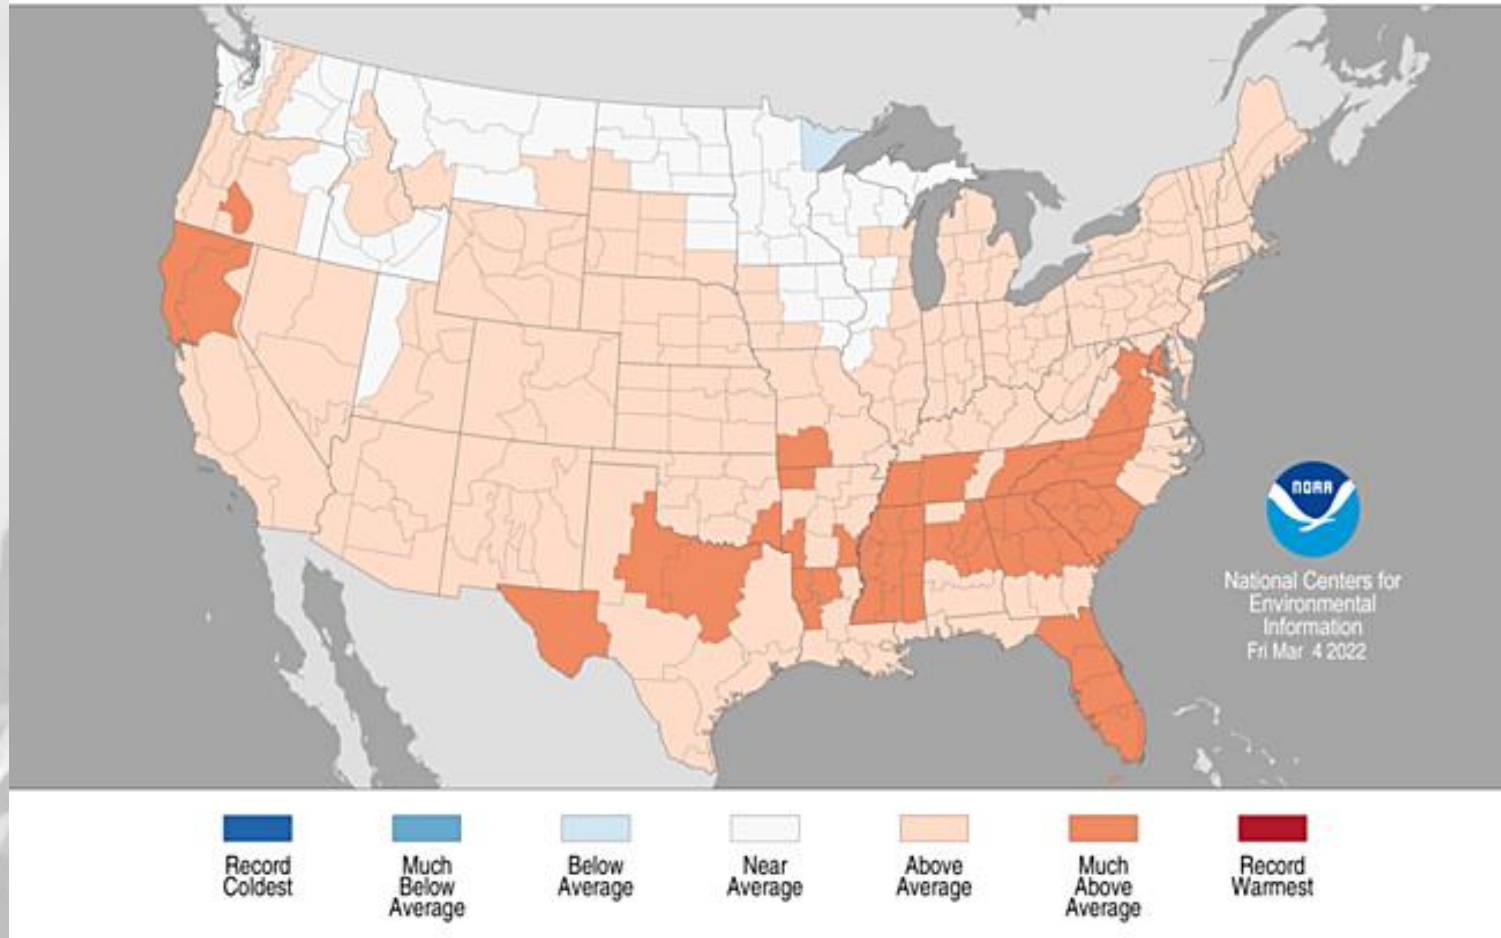 NOAA
National Centers for
Environmental
Information
Fri Mar 4 2022
Record
Coldest
Much
Below
Average
Below
Average
Near
Average
Above
Average
Much
Above
Average
Record
Warmest